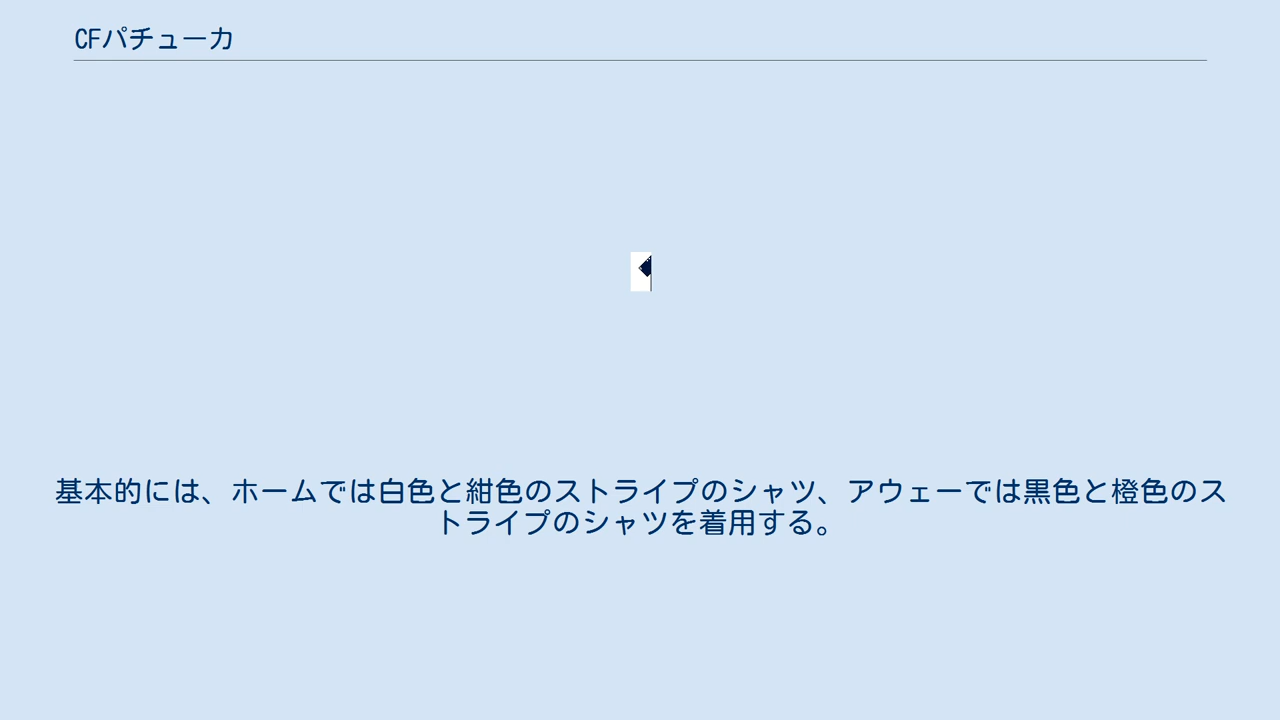 CFパチューカ
基本的には、ホームでは白色と紺色のストライプのシャツ、アウェーでは黒色と橙色のス
トライプのシャツを着用する。